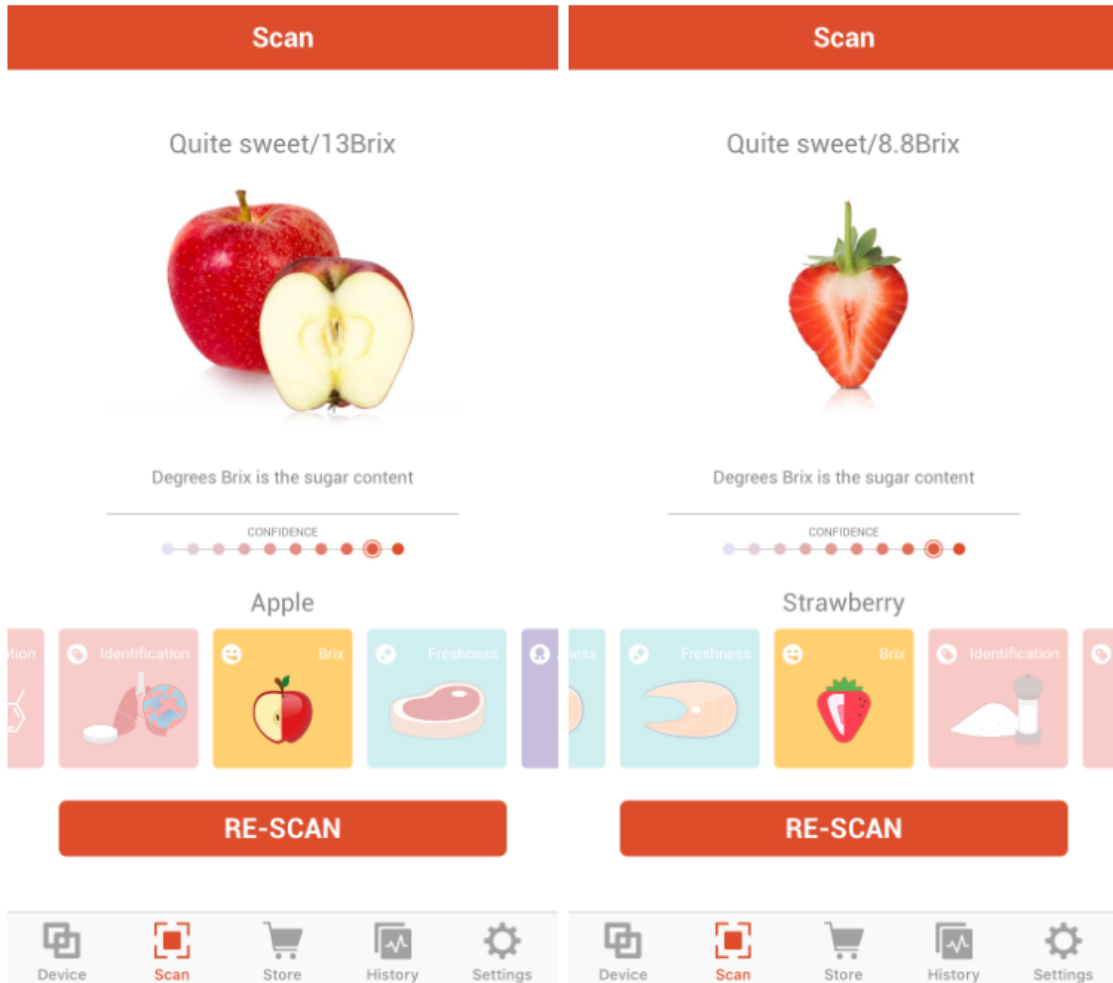 Scan
Quite sweet/13Brix
Degrees Brix is the sugar content
CONFIDENCE
Apple
tion
Identification
Brix
Freshness
RE-SCAN
Device
Scan
Store
History
Settings
Scan
Quite sweet/8.8Brix
Degrees Brix is the sugar content
CONFIDENCE
Strawberry
ness
Freshness
Brix
Identification
RE-SCAN
Device
Scan
Store
History
Settings